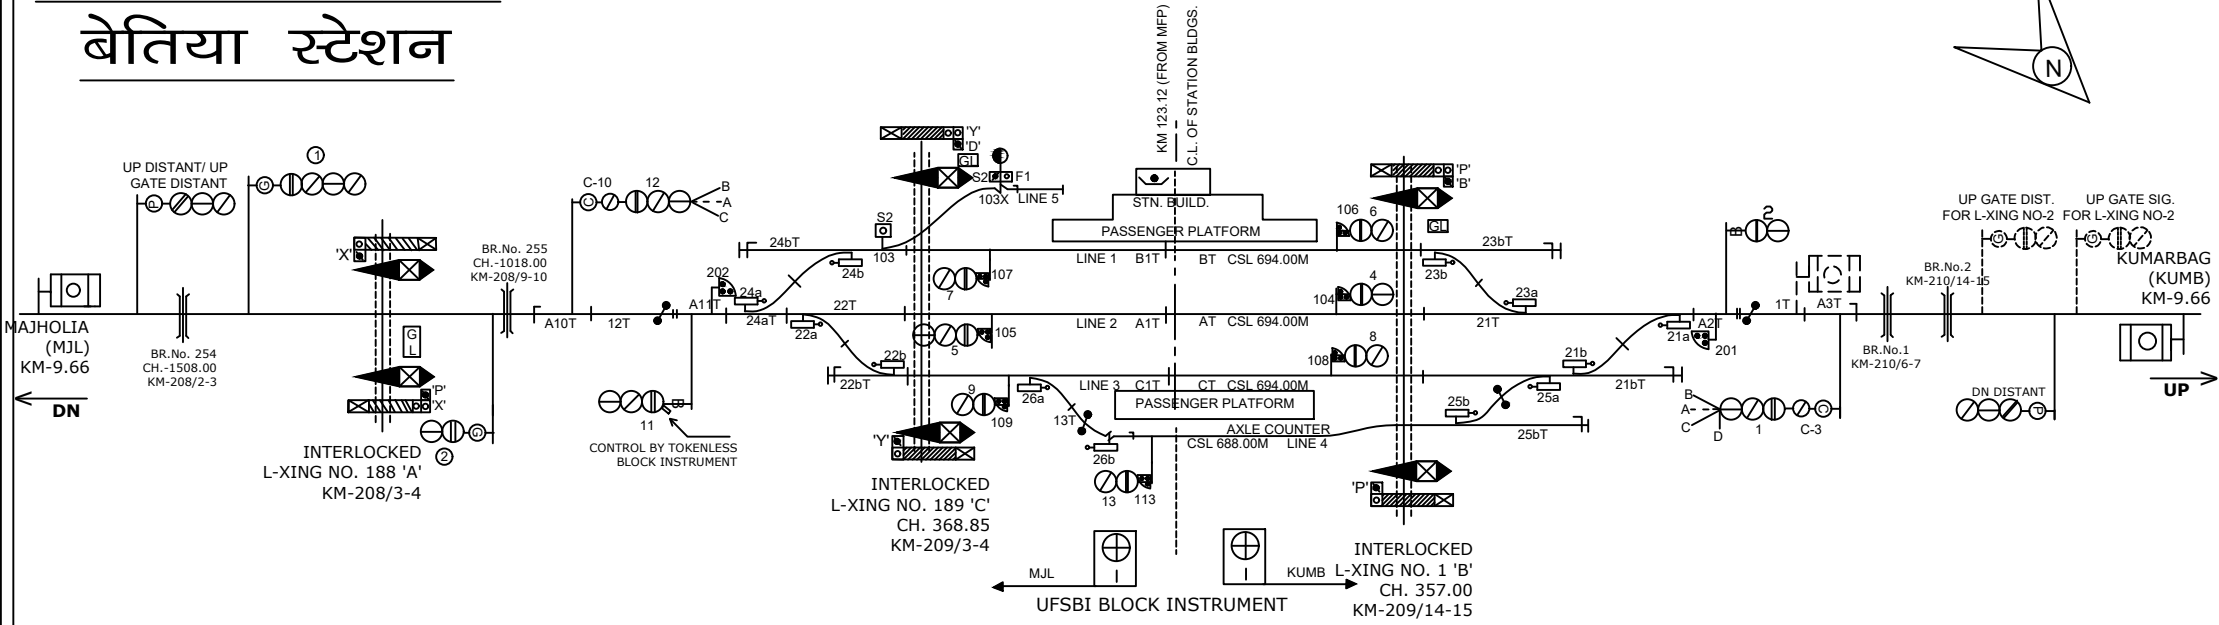 बेतिया स्टेशन
KM 123.12 (FROM MFP)
C.L. OF STATION BLDGS.
N
UP DISTANT/ UP
GATE DISTANT
P
1
G
'X'
BR.No. 255
CH.-1018.00
KM-208/9-10
C-10 12
C
B
A
C
'Y'
'D'
GL
S2 F1
103X LINE 5
S2
103
STN. BUILD.
PASSENGER PLATFORM
106 6
'P'
'B'
GL
2
B
UP GATE DIST.
FOR L-XING NO-2
G
UP GATE SIG.
FOR L-XING NO-2
G
KUMARBAG
(KUMB)
KM-9.66
24bT
24b
202
24a
107
7
LINE 1 B1T BT CSL 694.00M
4
104
23bT
23b
23a
BR.No.2
KM-210/14-15
MAJHOLIA
(MJL)
KM-9.66
DN
BR.No. 254
CH.-1508.00
KM-208/2-3
G
L
A10T 12T A11T 24aT 22T
22a
105
5
LINE 2 A1T AT CSL 694.00M
8
108
21T
21a
A2T
201
1T A3T
BR.No.1
KM-210/6-7
UP
22b
22bT
9
109
26a
LINE 3 C1T CT CSL 694.00M
PASSENGER PLATFORM
21b
21bT
25a
25b
25bT
13T
26b
AXLE COUNTER
CSL 688.00M LINE 4
13 113
'P'
'X'
G
2
INTERLOCKED
L-XING NO. 188 'A'
KM-208/3-4
B
11
CONTROL BY TOKENLESS
BLOCK INSTRUMENT
'Y'
INTERLOCKED
L-XING NO. 189 'C'
CH. 368.85
KM-209/3-4
'P'
INTERLOCKED
L-XING NO. 1 'B'
CH. 357.00
KM-209/14-15
B
A
C
D
1 C-3
C
DN DISTANT
P
MJL
KUMB
UFSBI BLOCK INSTRUMENT